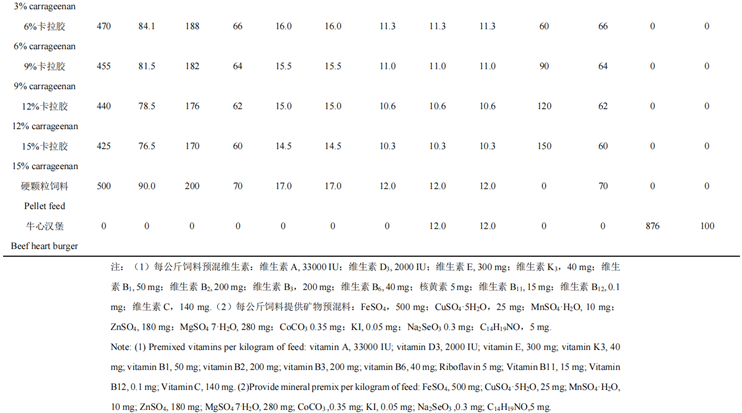 3% carrageenan
6%卡拉胶 470 84.1 188 66 16.0 16.0 11.3 11.3 11.3 60 66 0 0
6% carrageenan
9%卡拉胶 455 81.5 182 64 15.5 15.5 11.0 11.0 11.0 90 64 0 0
9% carrageenan
12%卡拉胶 440 78.5 176 62 15.0 15.0 10.6 10.6 10.6 120 62 0 0
12% carrageenan
15%卡拉胶 425 76.5 170 60 14.5 14.5 10.3 10.3 10.3 150 60 0 0
15% carrageenan
硬颗粒饲料 500 90.0 200 70 17.0 17.0 12.0 12.0 12.0 0 70 0 0
Pellet feed
牛心汉堡 0 0 0 0 0 0 0 12.0 12.0 0 0 876 100
Beef heart burger
注：（1）每公斤饲料预混维生素：维生素 A, 33000 IU；维生素 D₃, 2000 IU；维生素 E, 300 mg；维生素 K₃，40 mg；维生
素 B₁, 50 mg；维生素 B₂, 200 mg；维生素 B₃，200 mg；维生素 B₆, 40 mg；核黄素 5 mg；维生素 B₁₁, 15 mg；维生素 B₁₂, 0.1
mg；维生素 C，140 mg.（2）每公斤饲料提供矿物预混料：FeSO₄，500 mg；CuSO₄·5H₂O，25 mg；MnSO₄·H₂O, 10 mg；
ZnSO₄, 180 mg；MgSO₄ 7·H₂O, 280 mg；CoCO₃ 0.35 mg；KI, 0.05 mg；Na₂SeO₃ 0.3 mg；C₁₄H₁₉NO，5 mg.
Note: (1) Premixed vitamins per kilogram of feed: vitamin A, 33000 IU; vitamin D3, 2000 IU; vitamin E, 300 mg; vitamin K3, 40
mg; vitamin B1, 50 mg; vitamin B2, 200 mg; vitamin B3, 200 mg; vitamin B6, 40 mg; Riboflavin 5 mg; Vitamin B11, 15 mg; Vitamin
B12, 0.1 mg; Vitamin C, 140 mg. (2)Provide mineral premix per kilogram of feed: FeSO₄, 500 mg; CuSO₄·5H₂O, 25 mg; MnSO₄·H₂O,
10 mg; ZnSO₄, 180 mg; MgSO₄ 7H₂O, 280 mg; CoCO₃ ,0.35 mg; KI, 0.05 mg; Na₂SeO₃ ,0.3 mg; C₁₄H₁₉NO,5 mg.